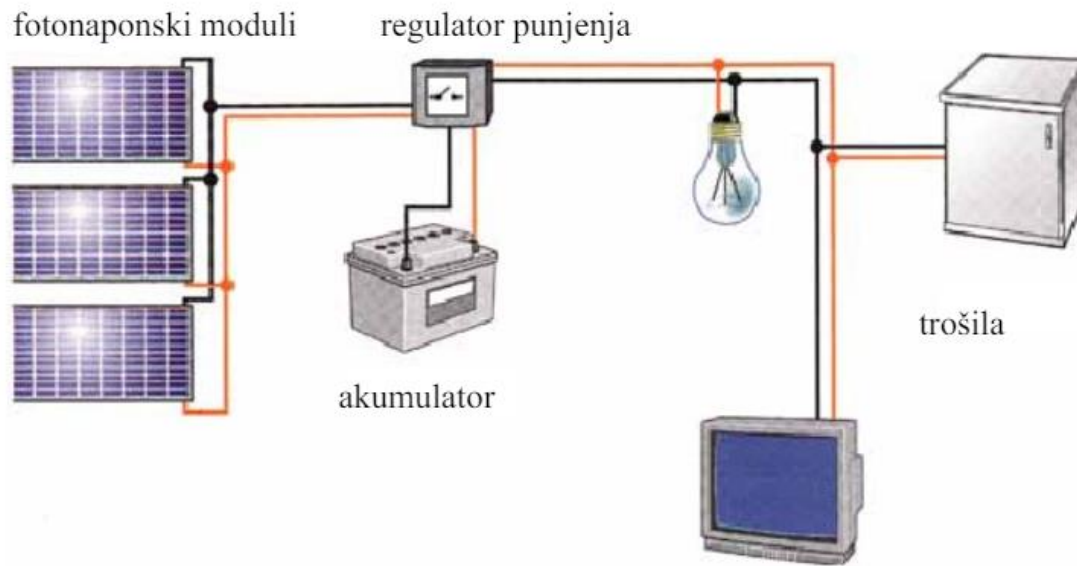 fotonaponski moduli
regulator punjenja
akumulator
trošila